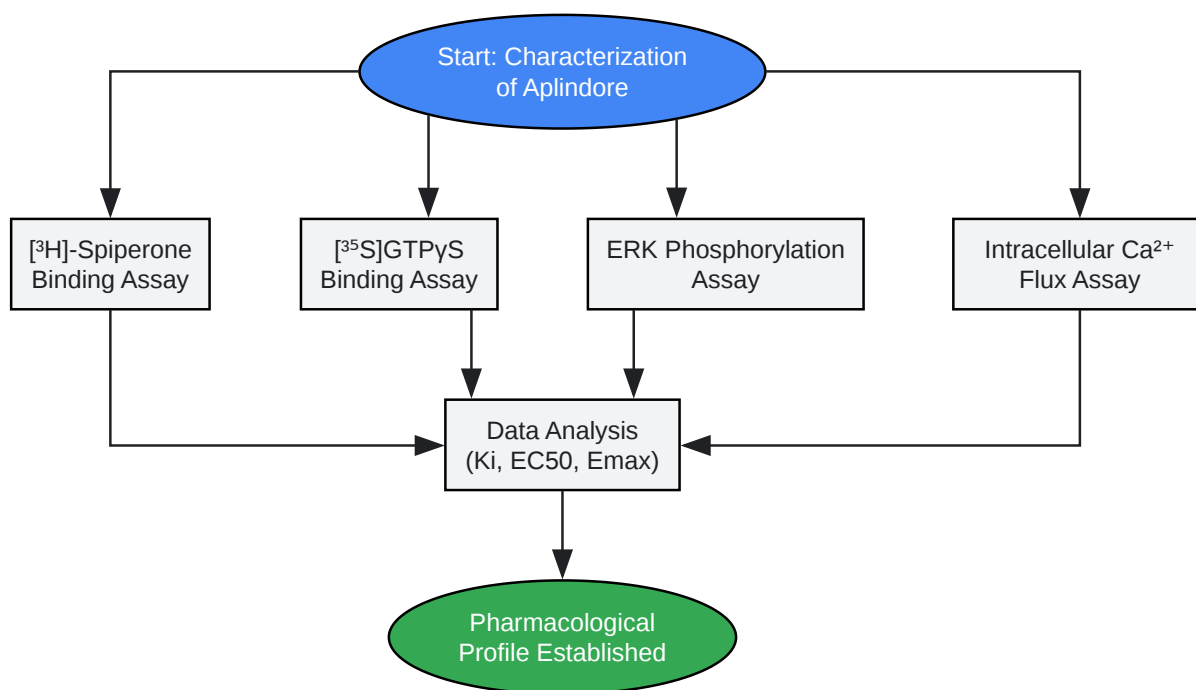 Start: Characterization
of Aplindore
[³H]-Spiperone
Binding Assay
[³⁵S]GTPγS
Binding Assay
ERK Phosphorylation
Assay
Intracellular Ca²⁺
Flux Assay
Data Analysis
(Ki, EC50, Emax)
Pharmacological
Profile Established